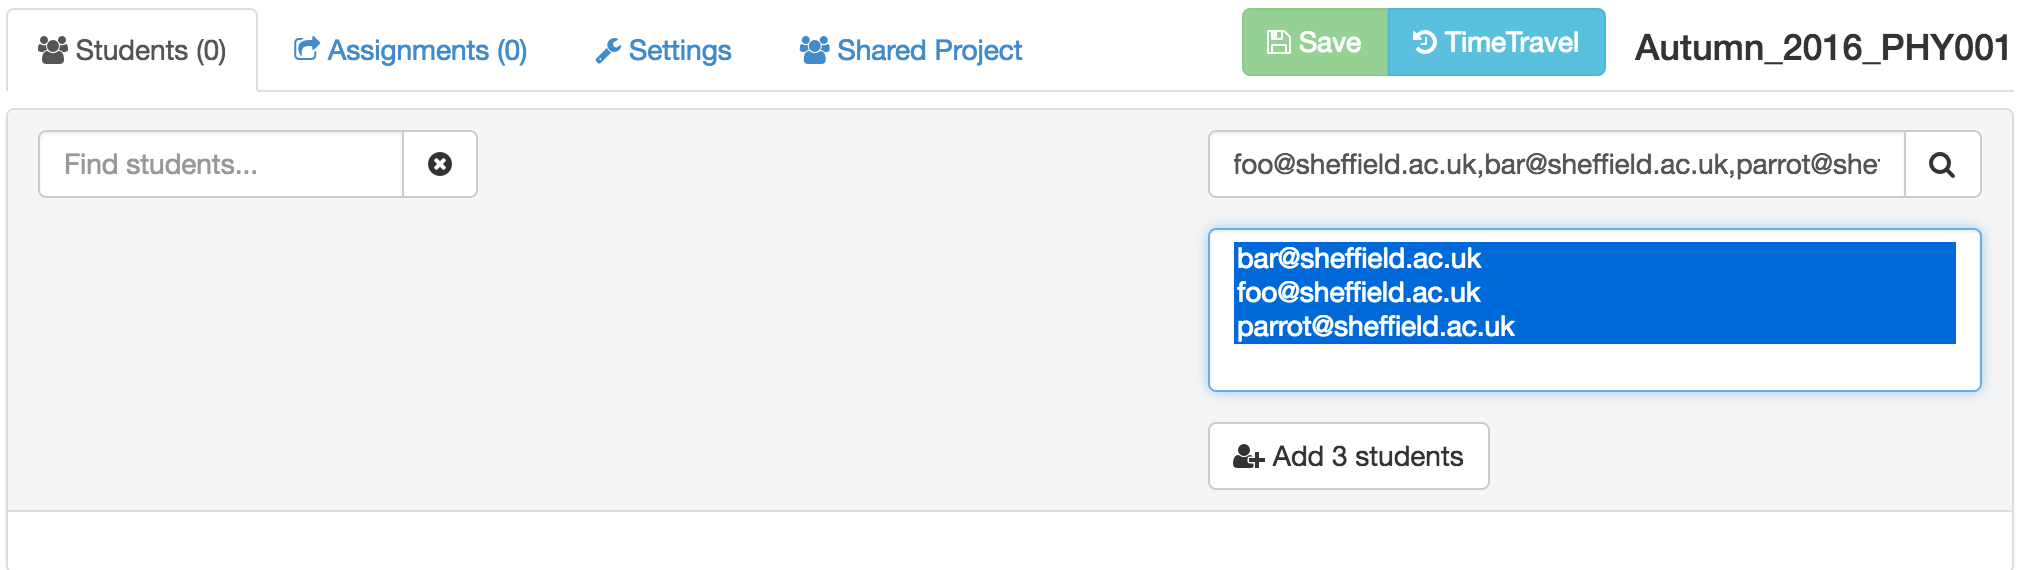 Students (0) Assignments (0) Settings Shared Project Save TimeTravel Autumn_2016_PHY001
Find students... foo@sheffield.ac.uk,bar@sheffield.ac.uk,parrot@she
bar@sheffield.ac.uk
foo@sheffield.ac.uk
parrot@sheffield.ac.uk
Add 3 students